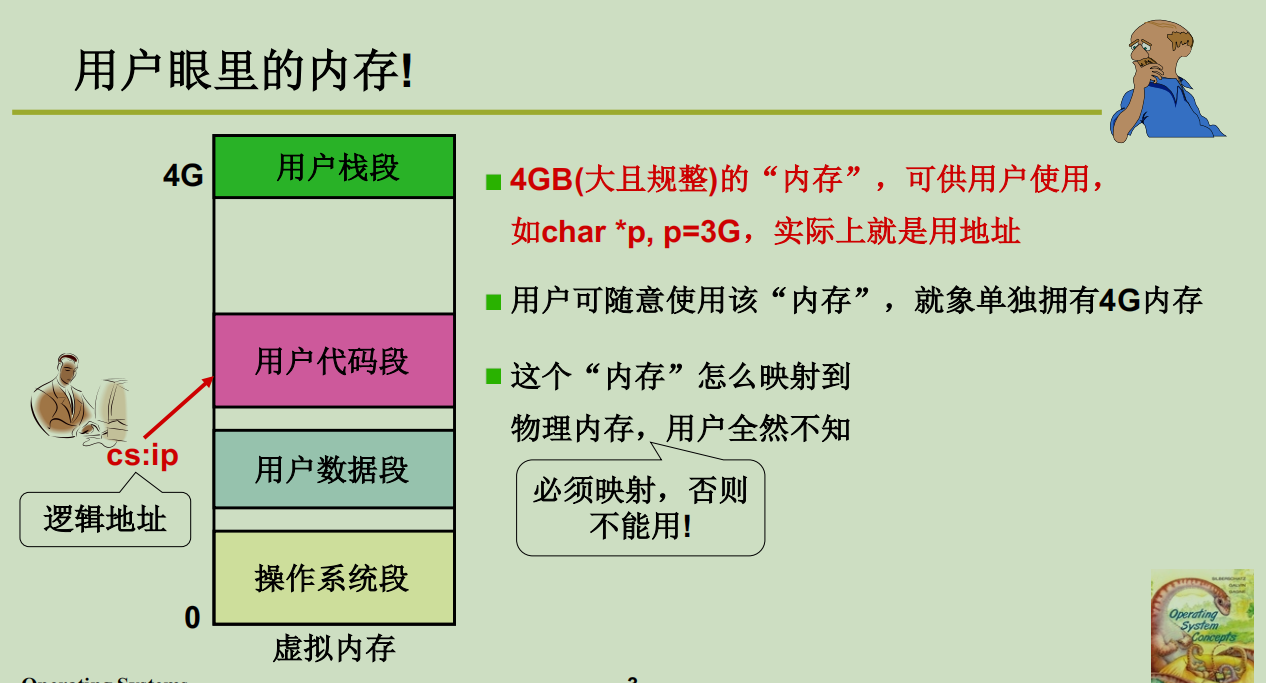 用户眼里的内存!
4G
用户栈段
用户代码段
用户数据段
操作系统段
0
虚拟内存
cs:ip
逻辑地址
4GB(大且规整)的“内存”，可供用户使用，
如char *p, p=3G，实际上就是用地址
用户可随意使用该“内存”，就象单独拥有4G内存
这个“内存”怎么映射到
物理内存，用户全然不知
必须映射，否则
不能用!
SILBERSCHATZ
GALVIN
GAGNE
Operating
System
Concepts
Operating Systems
3